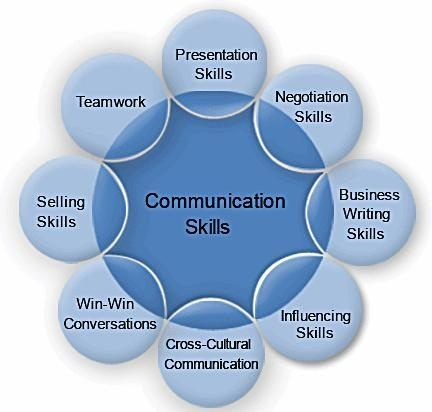 Presentation
Skills
Teamwork
Negotiation
Skills
Selling
Skills
Communication
Skills
Business
Writing
Skills
Win-Win
Conversations
Influencing
Skills
Cross-Cultural
Communication